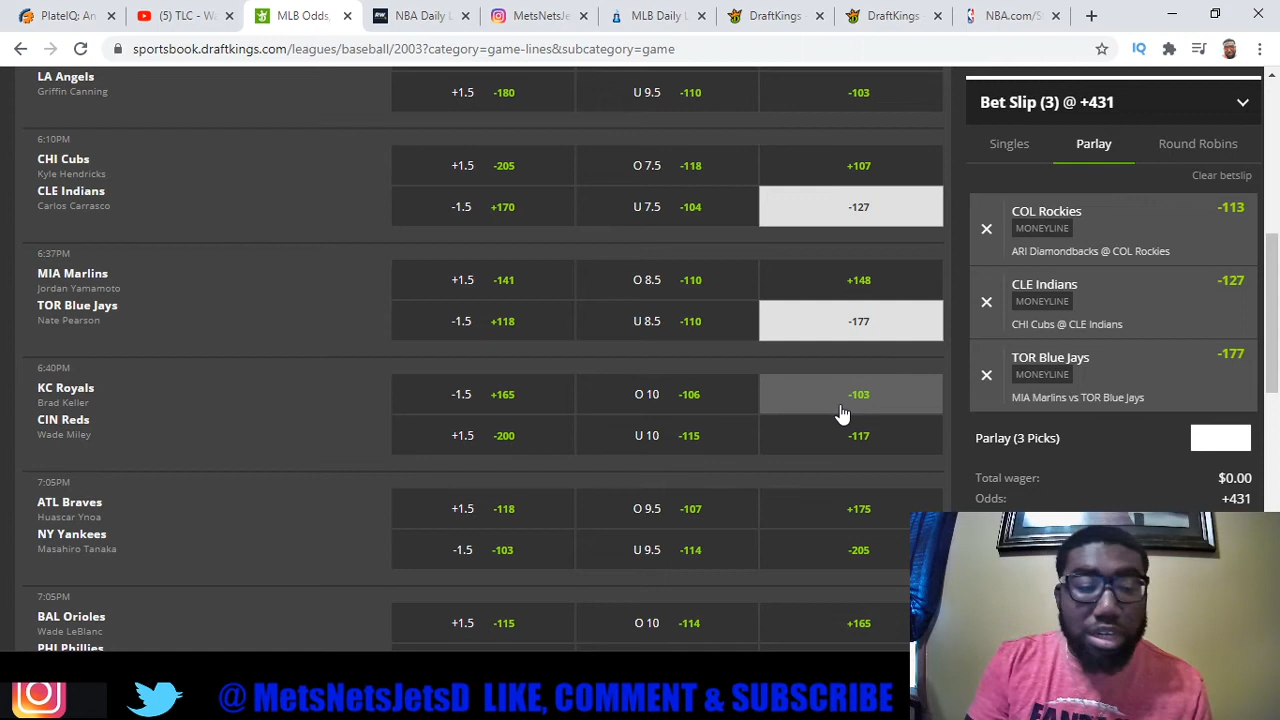 PlateIQ: An
(5) TLC - Wa
MLB Odds,
NBA Daily L
MetsNetsJe
MLB Daily L
DraftKings
DraftKings
NBA.com/St
sportsbook.draftkings.com/leagues/baseball/2003?category=game-lines&subcategory=game
IQ
LA Angels
Griffin Canning
+1.5 -180 U 9.5 -110 -103
6:10PM
CHI Cubs
Kyle Hendricks
+1.5 -205 O 7.5 -118 +107
CLE Indians
Carlos Carrasco
-1.5 +170 U 7.5 -104 -127
6:37PM
MIA Marlins
Jordan Yamamoto
+1.5 -141 O 8.5 -110 +148
TOR Blue Jays
Nate Pearson
-1.5 +118 U 8.5 -110 -177
6:40PM
KC Royals
Brad Keller
-1.5 +165 O 10 -106 -103
CIN Reds
Wade Miley
+1.5 -200 U 10 -115 -117
7:05PM
ATL Braves
Huascar Ynoa
+1.5 -118 O 9.5 -107 +175
NY Yankees
Masahiro Tanaka
-1.5 -103 U 9.5 -114 -205
7:05PM
BAL Orioles
Wade LeBlanc
+1.5 -115 O 10 -114 +165
PHI Phillies
Bet Slip (3) @ +431
Singles Parlay Round Robins
Clear betslip
COL Rockies -113
MONEYLINE
ARI Diamondbacks @ COL Rockies
CLE Indians -127
MONEYLINE
CHI Cubs @ CLE Indians
TOR Blue Jays -177
MONEYLINE
MIA Marlins vs TOR Blue Jays
Parlay (3 Picks)
Total wager: $0.00
Odds: +431
@ MetsNetsJetsD LIKE, COMMENT & SUBSCRIBE